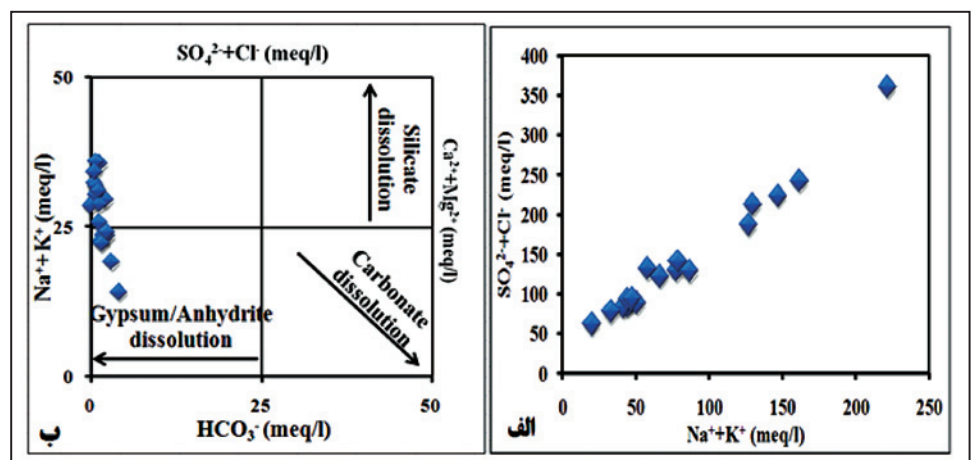 SO₄²⁻+Cl⁻ (meq/l)
50
25
0
Na⁺+K⁺ (meq/l)
Silicate
dissolution
Ca²⁺+Mg²⁺ (meq/l)
Carbonate
dissolution
Gypsum/Anhydrite
dissolution
0
25
50
HCO₃⁻ (meq/l)
ب
400
350
300
250
200
150
100
50
0
SO₄²⁻+Cl⁻ (meq/l)
0
50
100
150
200
250
Na⁺+K⁺ (meq/l)
الف